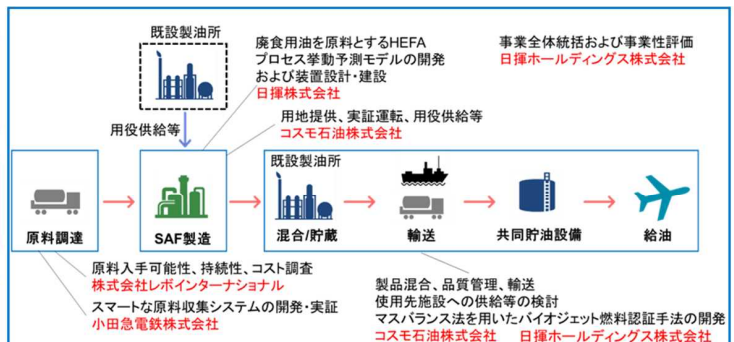 既設製油所
廃食用油を原料とするHEFA
プロセス挙動予測モデルの開発
および装置設計・建設
日揮株式会社
事業全体統括および事業性評価
日揮ホールディングス株式会社
用役供給等
用地提供、実証運転、用役供給等
コスモ石油株式会社
既設製油所
原料調達
SAF製造
混合/貯蔵
輸送
共同貯油設備
給油
原料入手可能性、持続性、コスト調査
株式会社レボインターナショナル
スマートな原料収集システムの開発・実証
小田急電鉄株式会社
製品混合、品質管理、輸送
使用先施設への供給等の検討
マスバランス法を用いたバイオジェット燃料認証手法の開発
コスモ石油株式会社 日揮ホールディングス株式会社